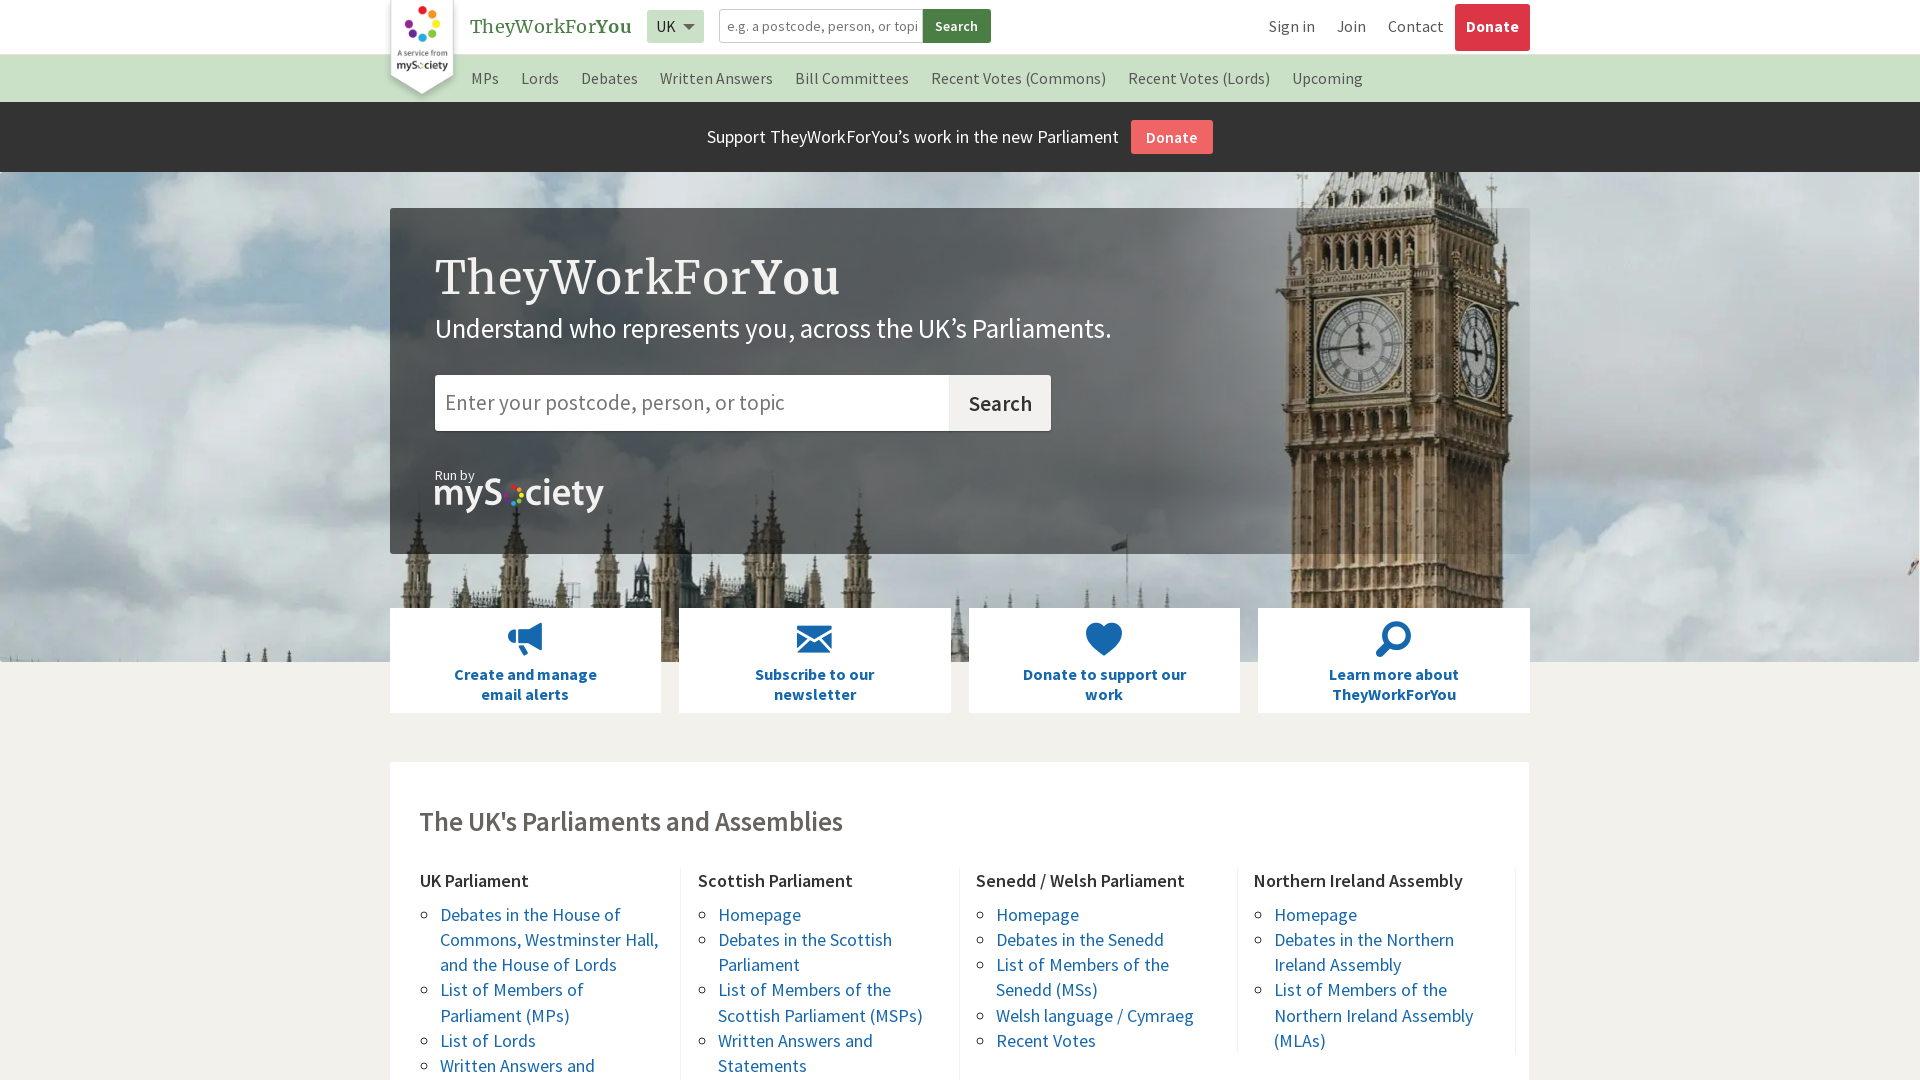 TheyWorkForYou
UK
e.g. a postcode, person, or topi
Search
Sign in
Join
Contact
Donate
A service from
mySociety
MPs
Lords
Debates
Written Answers
Bill Committees
Recent Votes (Commons)
Recent Votes (Lords)
Upcoming
Support TheyWorkForYou’s work in the new Parliament
Donate
TheyWorkForYou
Understand who represents you, across the UK’s Parliaments.
Enter your postcode, person, or topic
Search
Run by
mySociety
Create and manage
email alerts
Subscribe to our
newsletter
Donate to support our
work
Learn more about
TheyWorkForYou
The UK's Parliaments and Assemblies
UK Parliament
Debates in the House of
Commons, Westminster Hall,
and the House of Lords
List of Members of
Parliament (MPs)
List of Lords
Written Answers and
Scottish Parliament
Homepage
Debates in the Scottish
Parliament
List of Members of the
Scottish Parliament (MSPs)
Written Answers and
Statements
Senedd / Welsh Parliament
Homepage
Debates in the Senedd
List of Members of the
Senedd (MSs)
Welsh language / Cymraeg
Recent Votes
Northern Ireland Assembly
Homepage
Debates in the Northern
Ireland Assembly
List of Members of the
Northern Ireland Assembly
(MLAs)